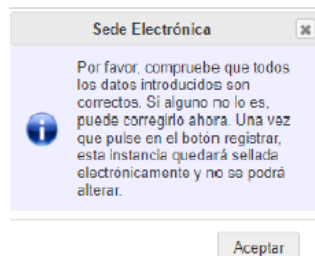 Sede Electrónica
Por favor, compruebe que todos
los datos introducidos son
correctos. Si alguno no lo es,
puede corregirlo ahora. Una vez
que pulse en el botón registrar,
esta instancia quedará sellada
electrónicamente y no se podrá
alterar.
Aceptar